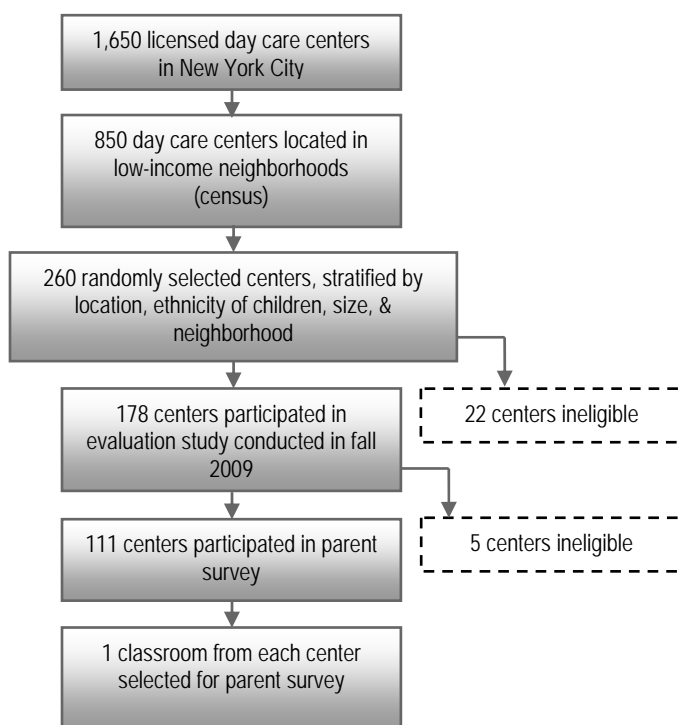 1,650 licensed day care centers
in New York City
850 day care centers located in
low-income neighborhoods
(census)
260 randomly selected centers, stratified by
location, ethnicity of children, size, &
neighborhood
178 centers participated in
evaluation study conducted in fall
2009
22 centers ineligible
111 centers participated in parent
survey
5 centers ineligible
1 classroom from each center
selected for parent survey